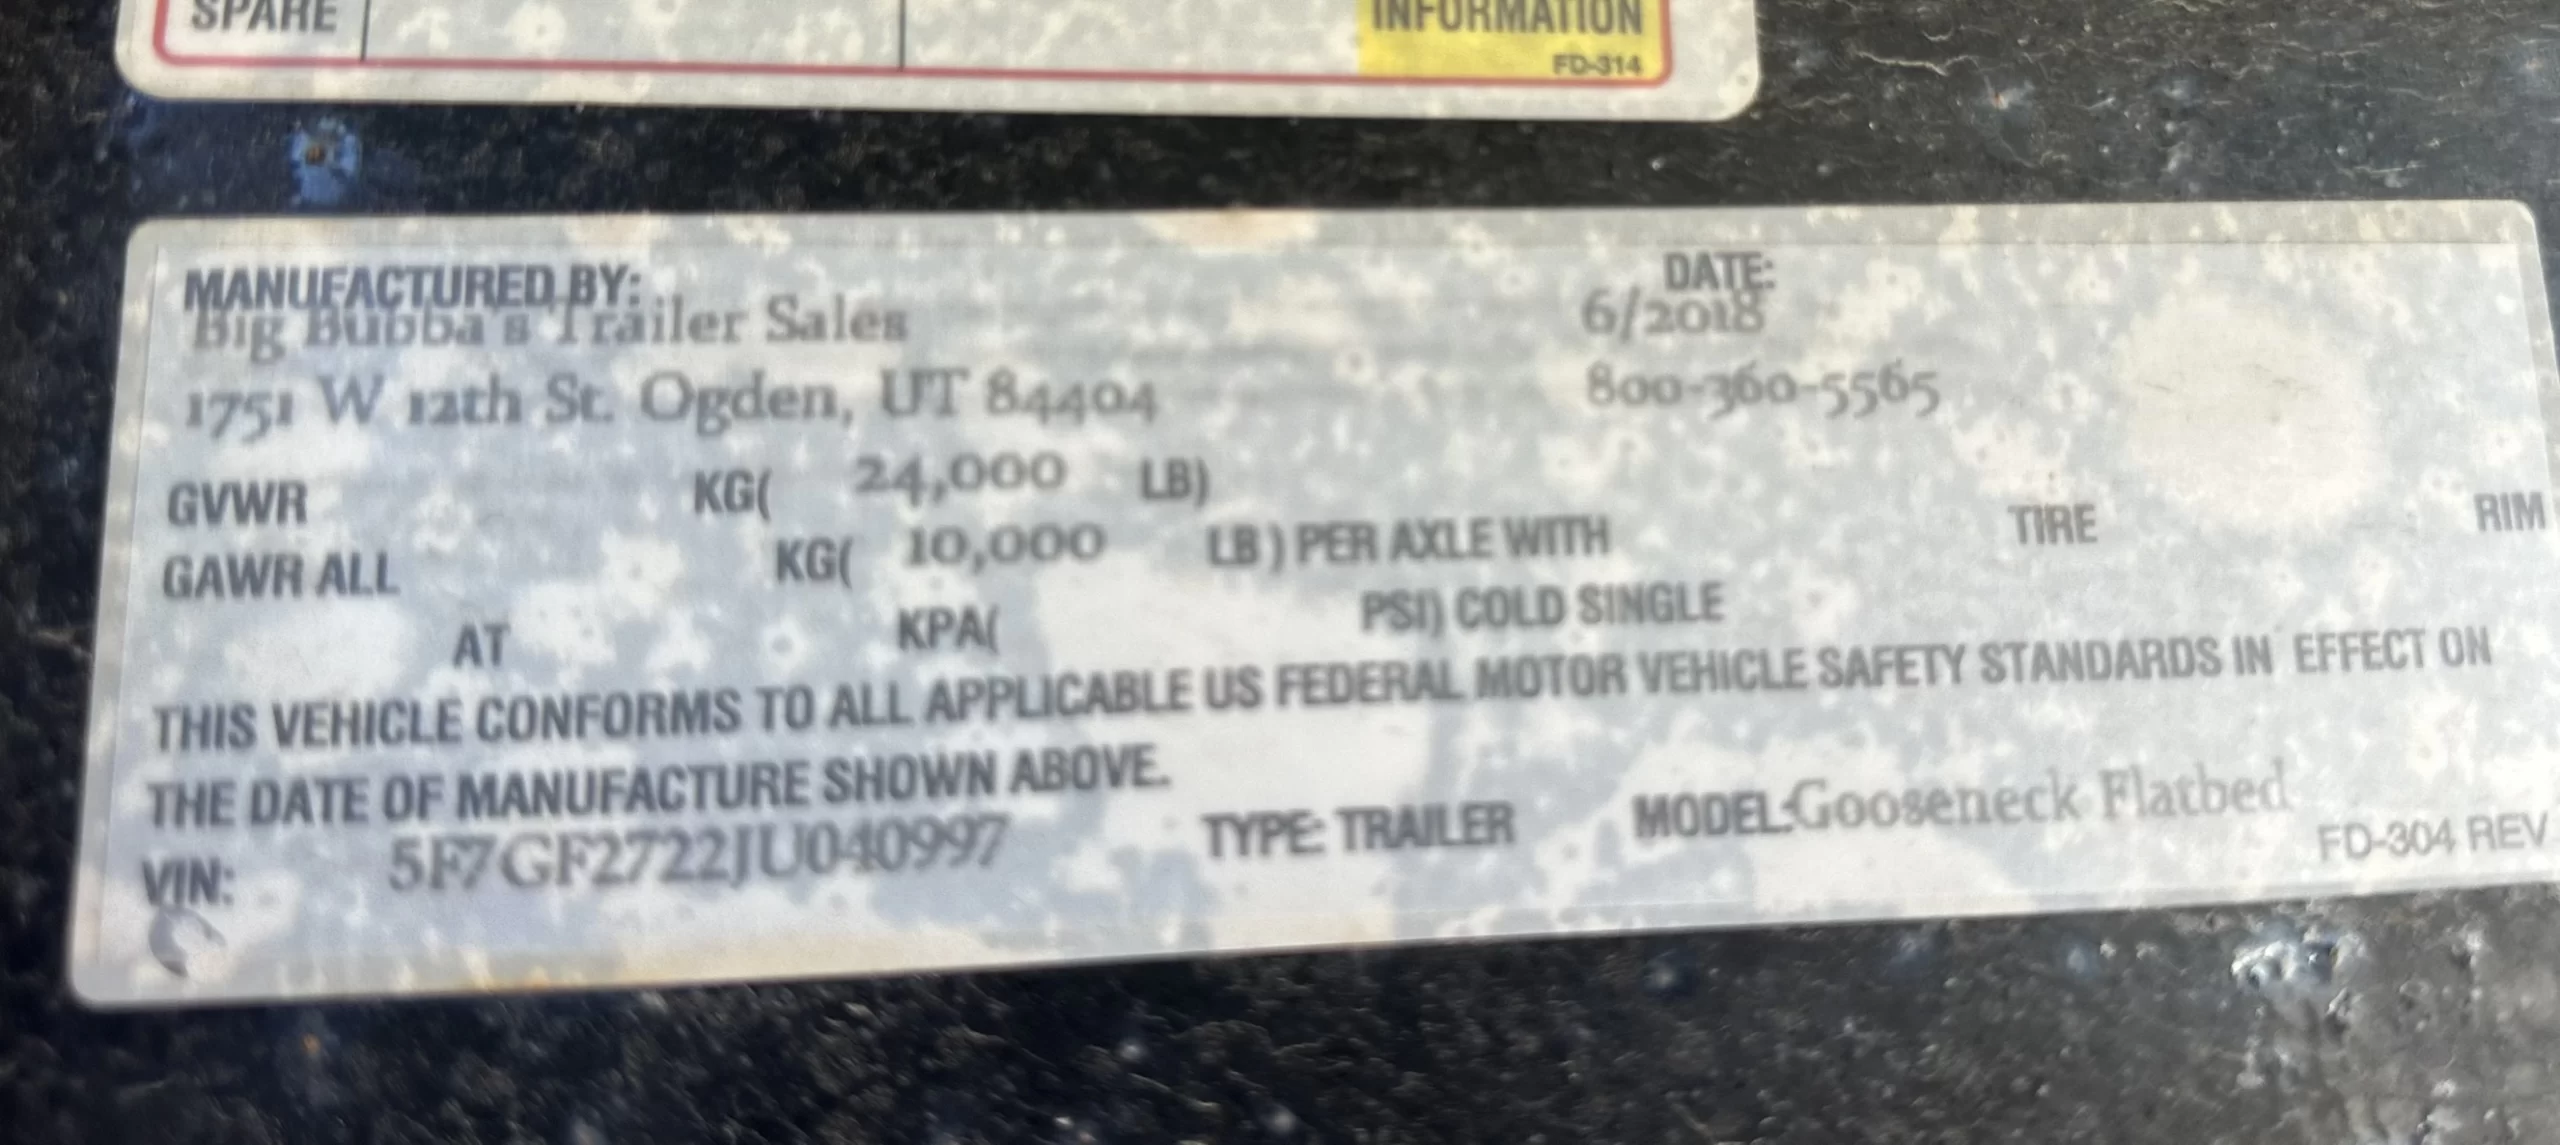 SPARE INFORMATION
FD-314
MANUFACTURED BY: DATE:
Big Bubba's Trailer Sales 6/2018
1751 W 12th St. Ogden, UT 84404 800-360-5565
GVWR KG( 24,000 LB)
GAWR ALL KG( 10,000 LB) PER AXLE WITH TIRE RIM
AT KPA( PSI) COLD SINGLE
THIS VEHICLE CONFORMS TO ALL APPLICABLE US FEDERAL MOTOR VEHICLE SAFETY STANDARDS IN EFFECT ON
THE DATE OF MANUFACTURE SHOWN ABOVE.
VIN: 5F7GF2722JU040997 TYPE: TRAILER MODEL:Gooseneck Flatbed
FD-304 REV